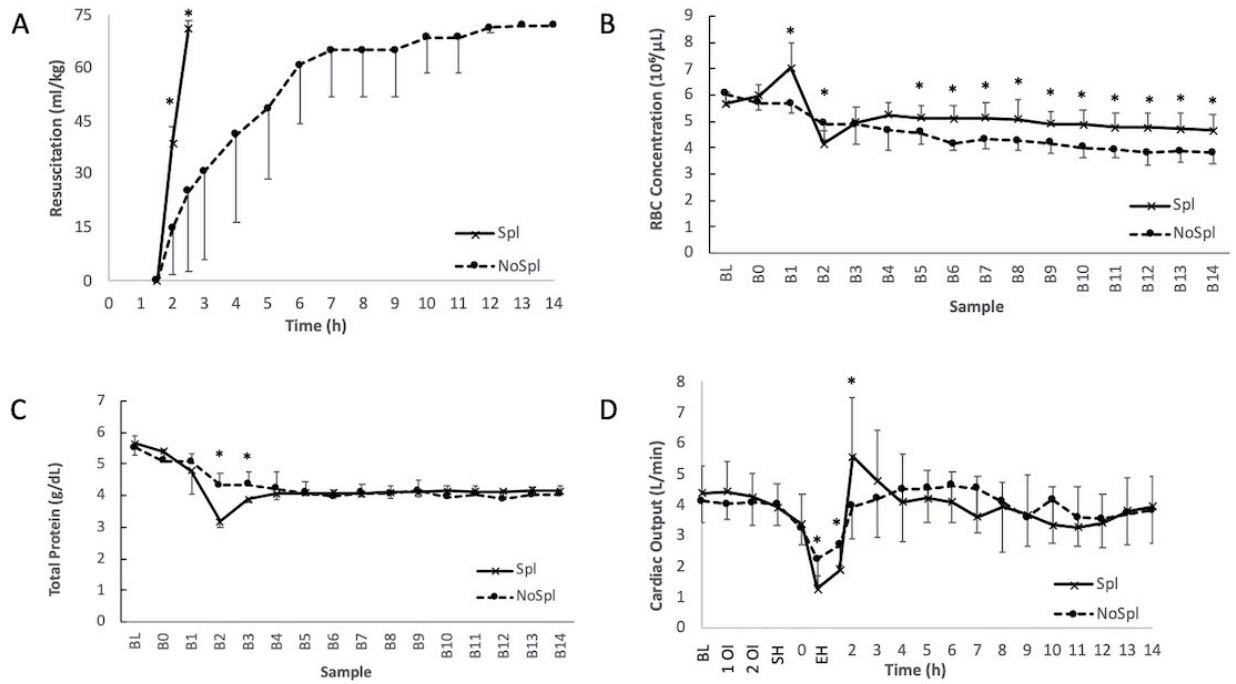 A
Resuscitation (ml/kg)
75
60
45
30
15
0
*
*
Spl
NoSpl
0 1 2 3 4 5 6 7 8 9 10 11 12 13 14
Time (h)
B
RBC Concentration (10⁶/µL)
9
8
7
6
5
4
3
2
1
0
* * * * * * * * * * * *
Spl
NoSpl
BL B0 B1 B2 B3 B4 B5 B6 B7 B8 B9 B10 B11 B12 B13 B14
Sample
C
Total Protein (g/dL)
7
6
5
4
3
2
1
0
* *
Spl
NoSpl
BL B0 B1 B2 B3 B4 B5 B6 B7 B8 B9 B10 B11 B12 B13 B14
Sample
D
Cardiac Output (L/min)
8
7
6
5
4
3
2
1
0
* * *
Spl
NoSpl
BL 1 OI 2 OI SH 0 EH 2 3 4 5 6 7 8 9 10 11 12 13 14
Time (h)